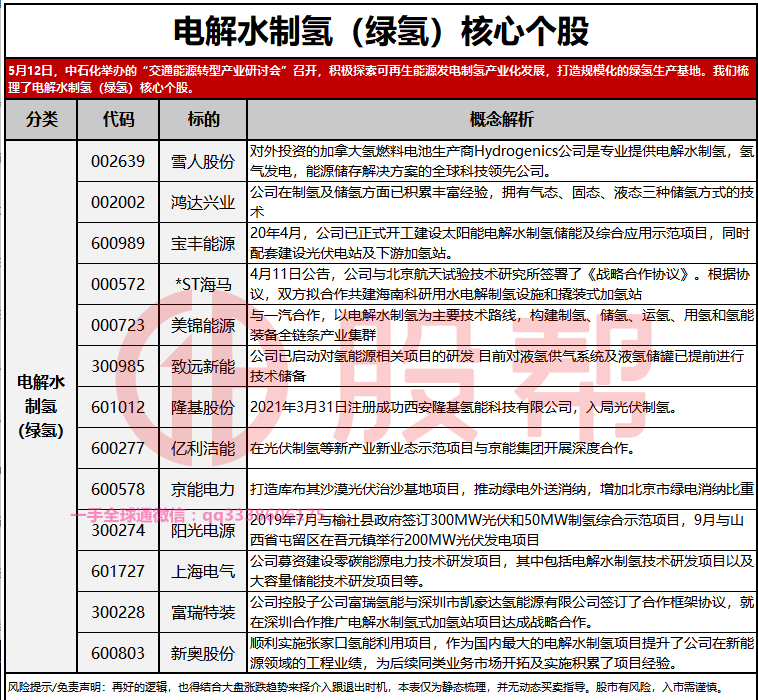 电解水制氢（绿氢）核心个股
5月12日，中石化举办的“交通能源转型产业研讨会”召开，积极探索可再生能源发电制氢产业化发展，打造规模化的绿氢生产基地。我们梳
理了电解水制氢（绿氢）核心个股。
分类 代码 标的 概念解析
电解水
制氢
（绿氢）
002639 雪人股份 对外投资的加拿大氢燃料电池生产商Hydrogenics公司是专业提供电解水制氢，氢
气发电，能源储存解决方案的全球科技领先公司。
002002 鸿达兴业 公司在制氢及储氢方面已积累丰富经验，拥有气态、固态、液态三种储氢方式的技
术
600989 宝丰能源 20年4月，公司已正式开工建设太阳能电解水制氢储能及综合应用示范项目，同时
配套建设光伏电站及下游加氢站。
000572 *ST海马 4月11日公告，公司与北京航天试验技术研究所签署了《战略合作协议》。根据协
议，双方拟合作共建海南科研用水电解制氢设施和撬装式加氢站
000723 美锦能源 与一汽合作，以电解水制氢为主要技术路线，构建制氢、储氢、运氢、用氢和氢能
装备全链条产业集群
300985 致远新能 公司已启动对氢能源相关项目的研发 目前对液氢供气系统及液氢储罐已提前进行
技术储备
601012 隆基股份 2021年3月31日注册成功西安隆基氢能科技有限公司，入局光伏制氢。
600277 亿利洁能 在光伏制氢等新产业新业态示范项目与京能集团开展深度合作。
600578 京能电力 打造库布其沙漠光伏治沙基地项目，推动绿电外送消纳，增加北京市绿电消纳比重
300274 阳光电源 2019年7月与榆社县政府签订300MW光伏和50MW制氢综合示范项目，9月与山
西省屯留区在吾元镇举行200MW光伏发电项目
601727 上海电气 公司募资建设零碳能源电力技术研发项目，其中包括电解水制氢技术研发项目以及
大容量储能技术研发项目等。
300228 富瑞特装 公司控股子公司富瑞氢能与深圳市凯豪达氢能源有限公司签订了合作框架协议，就
在深圳合作推广电解水制氢式加氢站项目达成战略合作。
600803 新奥股份 顺利实施张家口氢能利用项目，作为国内最大的电解水制氢项目提升了公司在新能
源领域的工程业绩，为后续同类业务市场开拓及实施积累了项目经验。
风险提示/免责声明：再好的逻辑，也得结合大盘涨跌趋势来择介入跟退出时机，本表仅为静态梳理，并无动态买卖指导。股市有风险，入市需谨慎。
股帮
一手全球通微信：